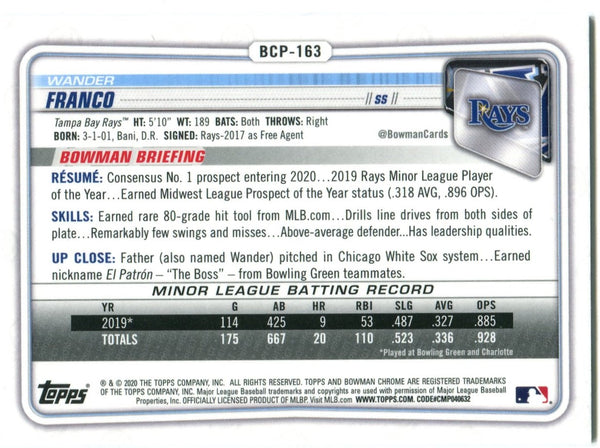 BCP-163
WANDER
FRANCO
// SS //
RAYS
Tampa Bay Rays™ HT: 5'10" WT: 189 BATS: Both THROWS: Right
BORN: 3-1-01, Bani, D.R. SIGNED: Rays-2017 as Free Agent
@BowmanCards
BOWMAN BRIEFING
RÉSUMÉ: Consensus No. 1 prospect entering 2020...2019 Rays Minor League Player
of the Year...Earned Midwest League Prospect of the Year status (.318 AVG, .896 OPS).
SKILLS: Earned rare 80-grade hit tool from MLB.com...Drills line drives from both sides of
plate...Remarkably few swings and misses...Above-average defender...Has leadership qualities.
UP CLOSE: Father (also named Wander) pitched in Chicago White Sox system...Earned
nickname El Patrón – “The Boss” – from Bowling Green teammates.
MINOR LEAGUE BATTING RECORD
YR G AB HR RBI SLG AVG OPS
2019* 114 425 9 53 .487 .327 .885
TOTALS 175 667 20 110 .523 .336 .928
*Played at Bowling Green and Charlotte
TOPPS
® & © 2020 THE TOPPS COMPANY, INC. ALL RIGHTS RESERVED. TOPPS AND BOWMAN CHROME ARE REGISTERED TRADEMARKS
OF THE TOPPS COMPANY, INC. Major League Baseball trademarks and copyrights are used with permission of Major League Baseball
Properties, Inc. OFFICIALLY LICENSED PRODUCT OF MLBP. Visit MLB.com WWW.TOPPS.COM. CODE#CMP040632